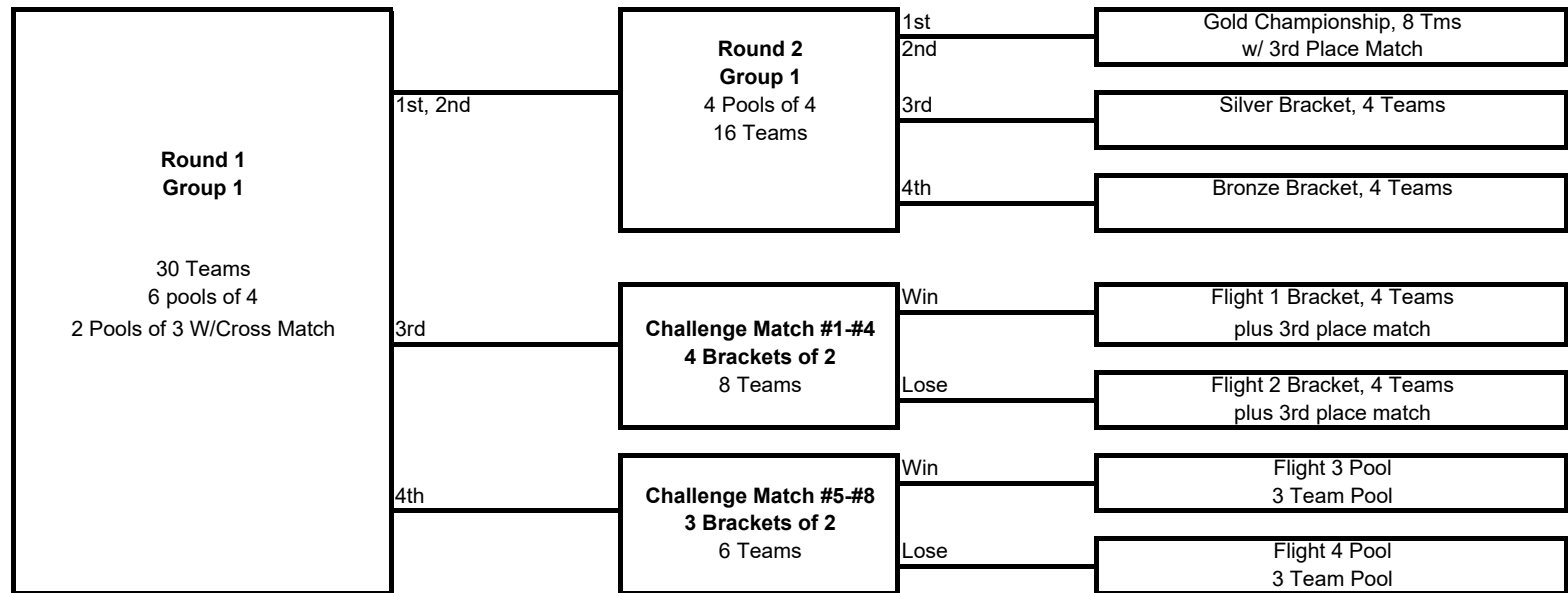 Round 1
Group 1
30 Teams
6 pools of 4
2 Pools of 3 W/Cross Match
1st, 2nd
3rd
4th
Round 2
Group 1
4 Pools of 4
16 Teams
1st
2nd
3rd
4th
Gold Championship, 8 Tms
w/ 3rd Place Match
Silver Bracket, 4 Teams
Bronze Bracket, 4 Teams
Challenge Match #1-#4
4 Brackets of 2
8 Teams
Win
Lose
Flight 1 Bracket, 4 Teams
plus 3rd place match
Flight 2 Bracket, 4 Teams
plus 3rd place match
Challenge Match #5-#8
3 Brackets of 2
6 Teams
Win
Lose
Flight 3 Pool
3 Team Pool
Flight 4 Pool
3 Team Pool